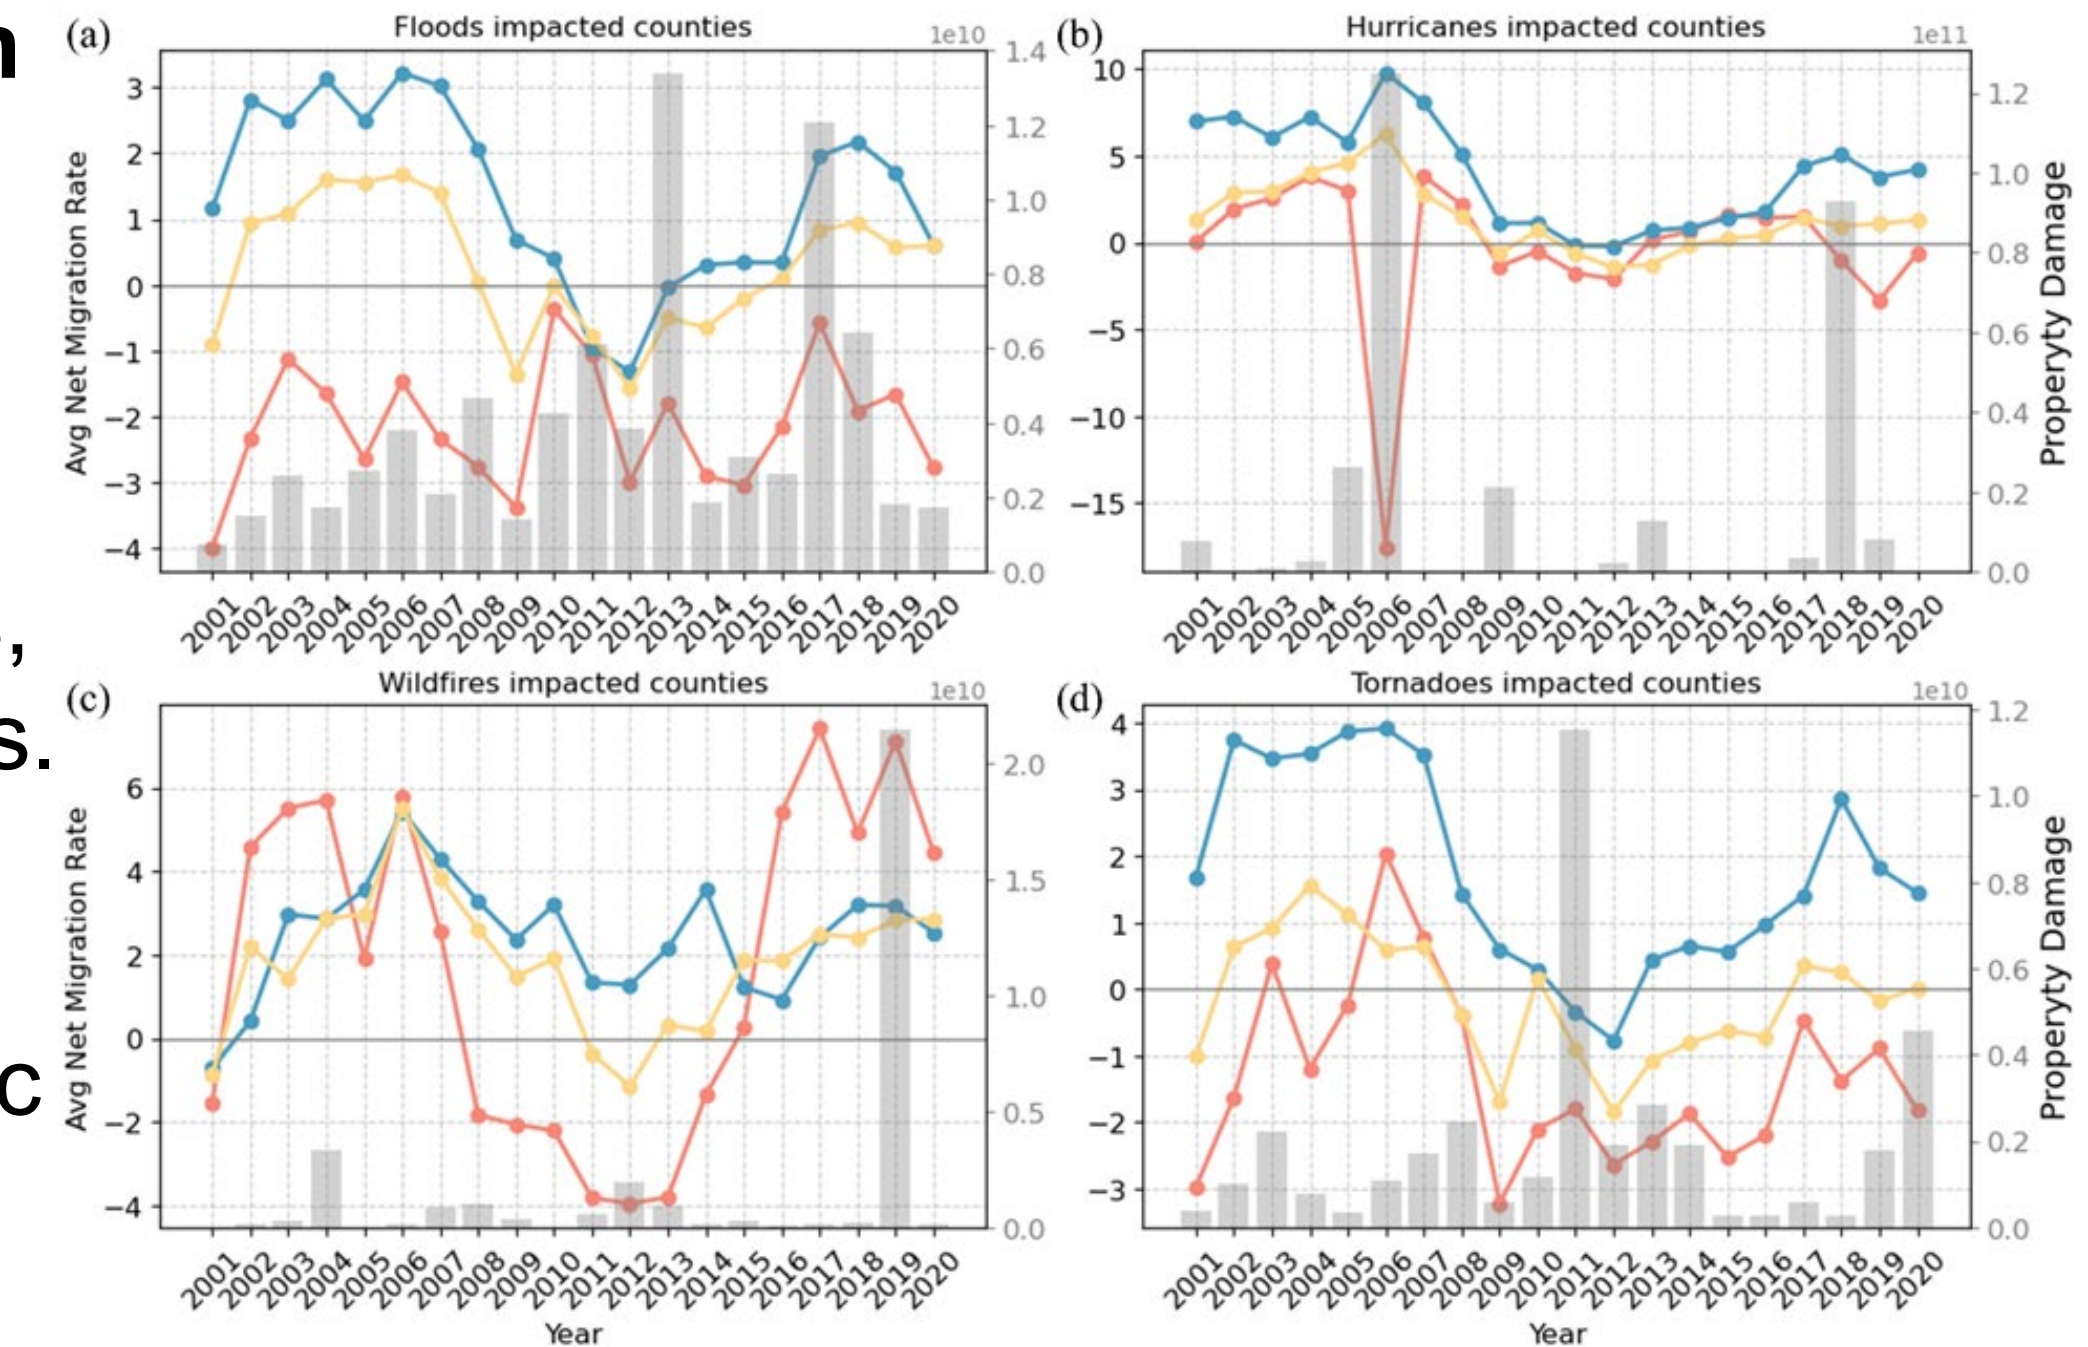 n
,
s.
c
(a)
Floods impacted counties
1e10
Avg Net Migration Rate
3
2
1
0
−1
−2
−3
−4
1.4
1.2
1.0
0.8
0.6
0.4
0.2
0.0
2001 2002 2003 2004 2005 2006 2007 2008 2009 2010 2011 2012 2013 2014 2015 2016 2017 2018 2019 2020
(b)
Hurricanes impacted counties
1e11
10
5
0
−5
−10
−15
1.2
1.0
0.8
0.6
0.4
0.2
0.0
Properyty Damage
2001 2002 2003 2004 2005 2006 2007 2008 2009 2010 2011 2012 2013 2014 2015 2016 2017 2018 2019 2020
(c)
Wildfires impacted counties
1e10
Avg Net Migration Rate
6
4
2
0
−2
−4
2.0
1.5
1.0
0.5
0.0
2001 2002 2003 2004 2005 2006 2007 2008 2009 2010 2011 2012 2013 2014 2015 2016 2017 2018 2019 2020
Year
(d)
Tornadoes impacted counties
1e10
4
3
2
1
0
−1
−2
−3
1.2
1.0
0.8
0.6
0.4
0.2
0.0
Properyty Damage
2001 2002 2003 2004 2005 2006 2007 2008 2009 2010 2011 2012 2013 2014 2015 2016 2017 2018 2019 2020
Year